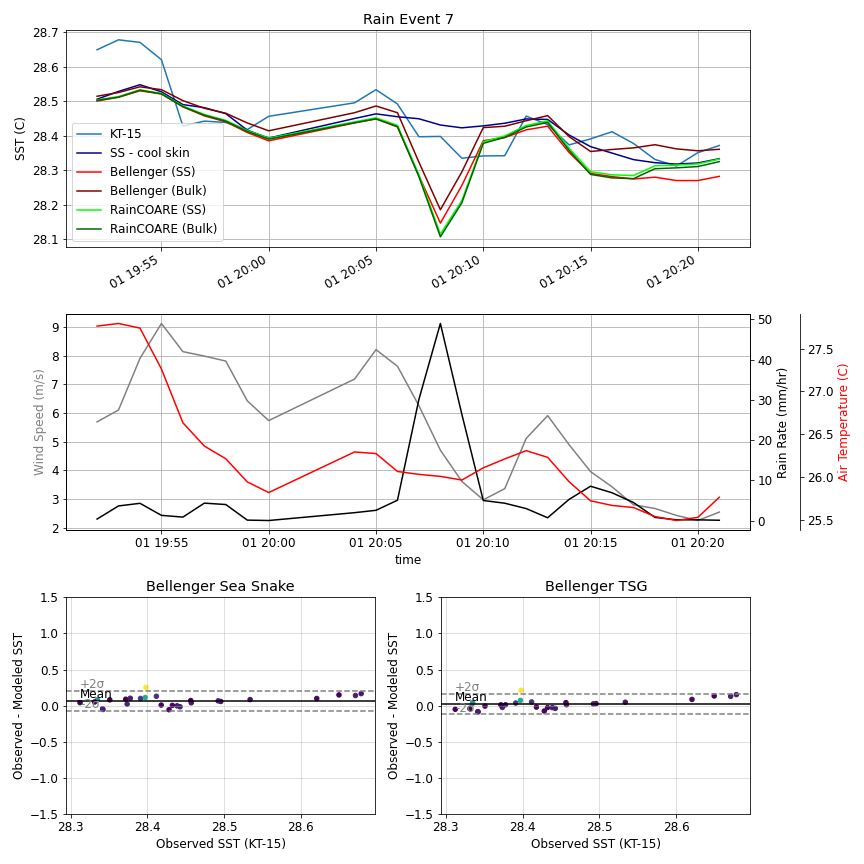 Rain Event 7
SST (C)
28.7
28.6
28.5
28.4
28.3
28.2
28.1
KT-15
SS - cool skin
Bellenger (SS)
Bellenger (Bulk)
RainCOARE (SS)
RainCOARE (Bulk)
01 19:55
01 20:00
01 20:05
01 20:10
01 20:15
01 20:20
Wind Speed (m/s)
9
8
7
6
5
4
3
2
50
40
30
20
10
0
Rain Rate (mm/hr)
27.5
27.0
26.5
26.0
25.5
Air Temperature (C)
01 19:55
01 20:00
01 20:05
01 20:10
01 20:15
01 20:20
time
Bellenger Sea Snake
Observed - Modeled SST
1.5
1.0
0.5
0.0
−0.5
−1.0
−1.5
+2σ
Mean
-2σ
28.3
28.4
28.5
28.6
Observed SST (KT-15)
Bellenger TSG
Observed - Modeled SST
1.5
1.0
0.5
0.0
−0.5
−1.0
−1.5
+2σ
Mean
-2σ
28.3
28.4
28.5
28.6
Observed SST (KT-15)